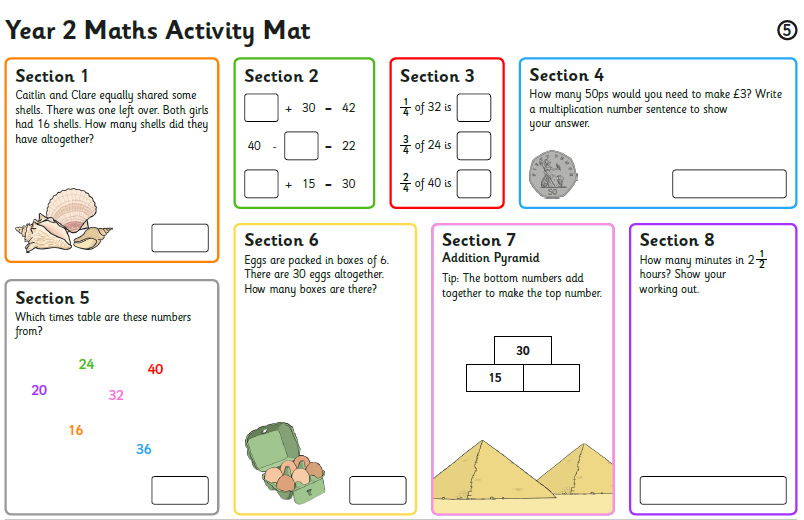 Year 2 Maths Activity Mat
5
Section 1
Caitlin and Clare equally shared some
shells. There was one left over. Both girls
had 16 shells. How many shells did they
have altogether?
Section 2
+ 30 = 42
40 - = 22
+ 15 = 30
Section 3
1/4 of 32 is
3/4 of 24 is
2/4 of 40 is
Section 4
How many 50ps would you need to make £3? Write
a multiplication number sentence to show
your answer.
50
Section 5
Which times table are these numbers
from?
24
40
20
32
16
36
Section 6
Eggs are packed in boxes of 6.
There are 30 eggs altogether.
How many boxes are there?
Section 7
Addition Pyramid
Tip: The bottom numbers add
together to make the top number.
30
15
Section 8
How many minutes in 2 1/2
hours? Show your
working out.